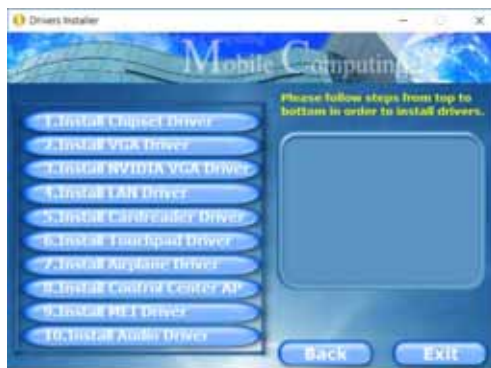 Drivers Installer
Mobile Computing
Please follow steps from top to
bottom in order to install drivers.
1.Install Chipset Driver
2.Install VGA Driver
3.Install NVIDIA VGA Driver
4.Install LAN Driver
5.Install Cardreader Driver
6.Install Touchpad Driver
7.Install Airplane Driver
8.Install Control Center AP
9.Install MEI Driver
10.Install Audio Driver
Back
Exit